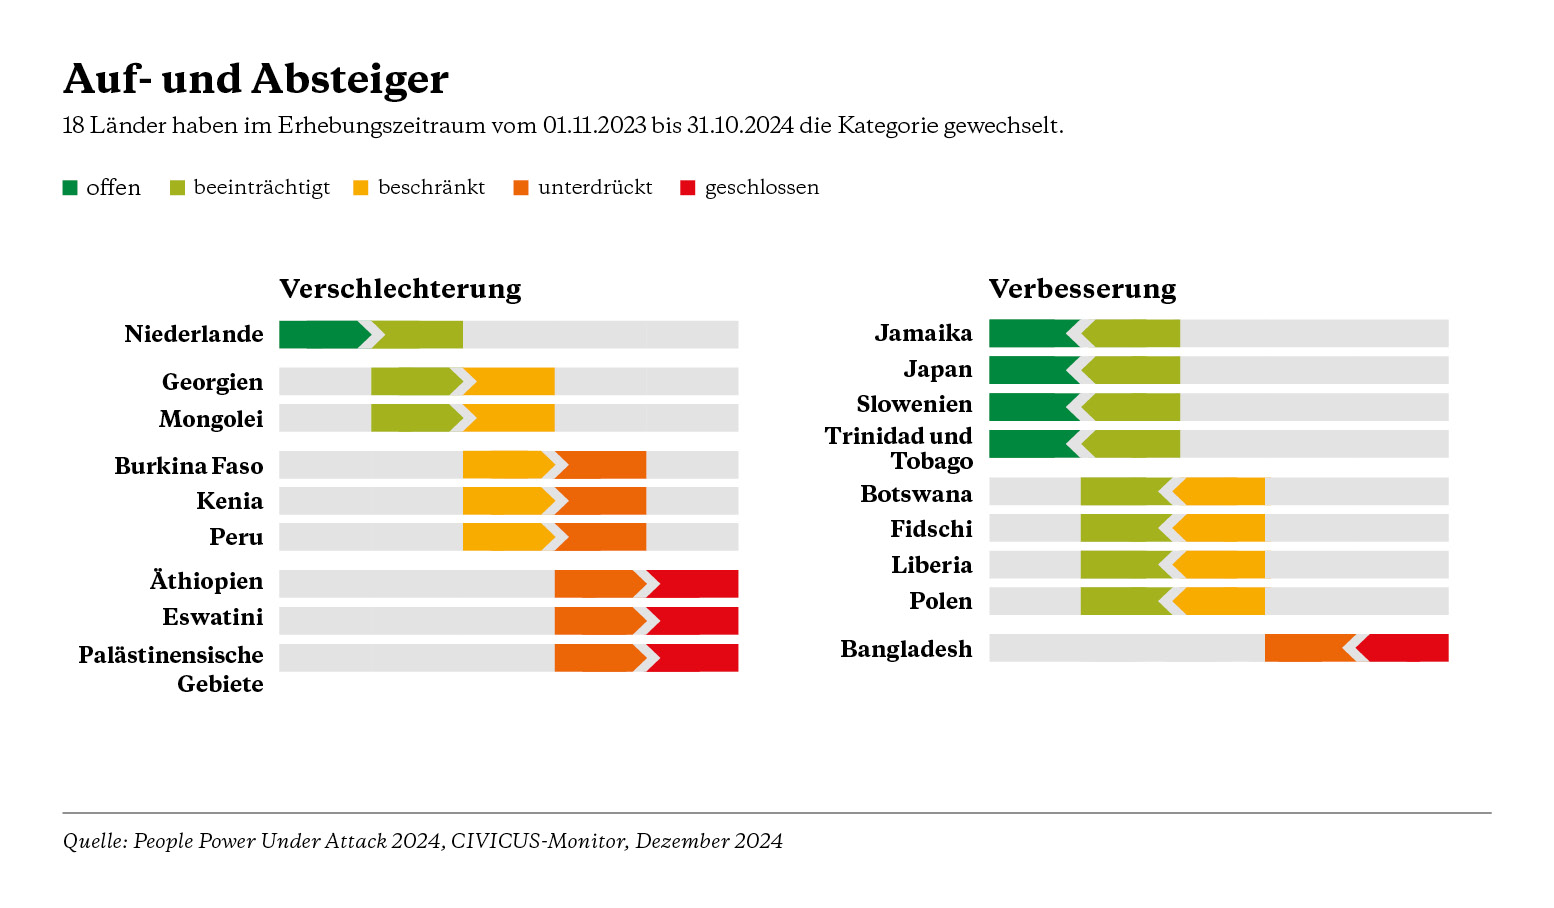 Auf- und Absteiger
18 Länder haben im Erhebungszeitraum vom 01.11.2023 bis 31.10.2024 die Kategorie gewechselt.
offen beeinträchtigt beschränkt unterdrückt geschlossen
Verschlechterung
Niederlande
Georgien
Mongolei
Burkina Faso
Kenia
Peru
Äthiopien
Eswatini
Palästinensische
Gebiete
Verbesserung
Jamaika
Japan
Slowenien
Trinidad und
Tobago
Botswana
Fidschi
Liberia
Polen
Bangladesh
Quelle: People Power Under Attack 2024, CIVICUS-Monitor, Dezember 2024